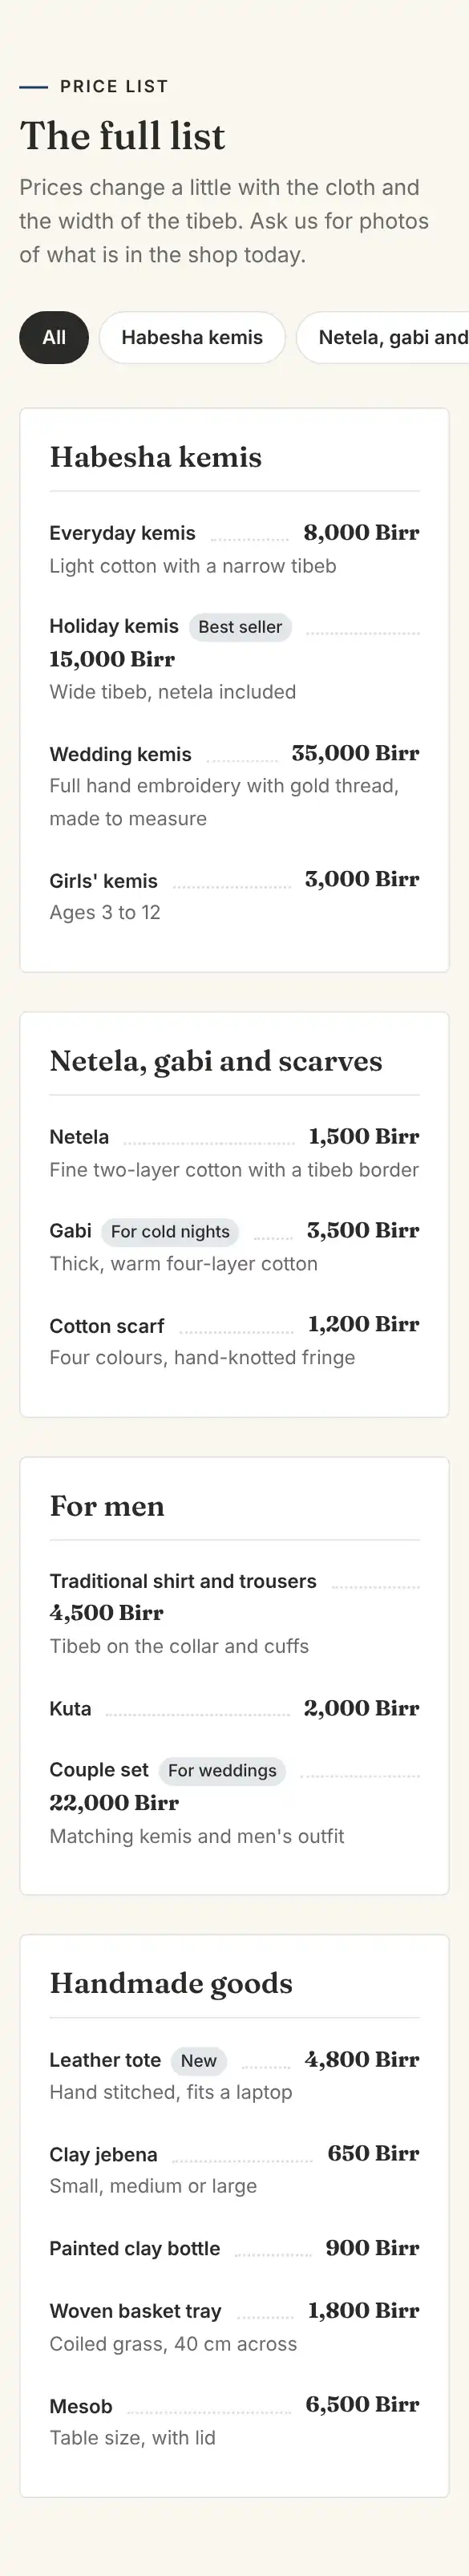 PRICE LIST
The full list
Prices change a little with the cloth and
the width of the tibeb. Ask us for photos
of what is in the shop today.
All Habesha kemis Netela, gabi and
Habesha kemis
Everyday kemis 8,000 Birr
Light cotton with a narrow tibeb
Holiday kemis Best seller
15,000 Birr
Wide tibeb, netela included
Wedding kemis 35,000 Birr
Full hand embroidery with gold thread,
made to measure
Girls' kemis 3,000 Birr
Ages 3 to 12
Netela, gabi and scarves
Netela 1,500 Birr
Fine two-layer cotton with a tibeb border
Gabi For cold nights 3,500 Birr
Thick, warm four-layer cotton
Cotton scarf 1,200 Birr
Four colours, hand-knotted fringe
For men
Traditional shirt and trousers
4,500 Birr
Tibeb on the collar and cuffs
Kuta 2,000 Birr
Couple set For weddings
22,000 Birr
Matching kemis and men's outfit
Handmade goods
Leather tote New 4,800 Birr
Hand stitched, fits a laptop
Clay jebena 650 Birr
Small, medium or large
Painted clay bottle 900 Birr
Woven basket tray 1,800 Birr
Coiled grass, 40 cm across
Mesob 6,500 Birr
Table size, with lid